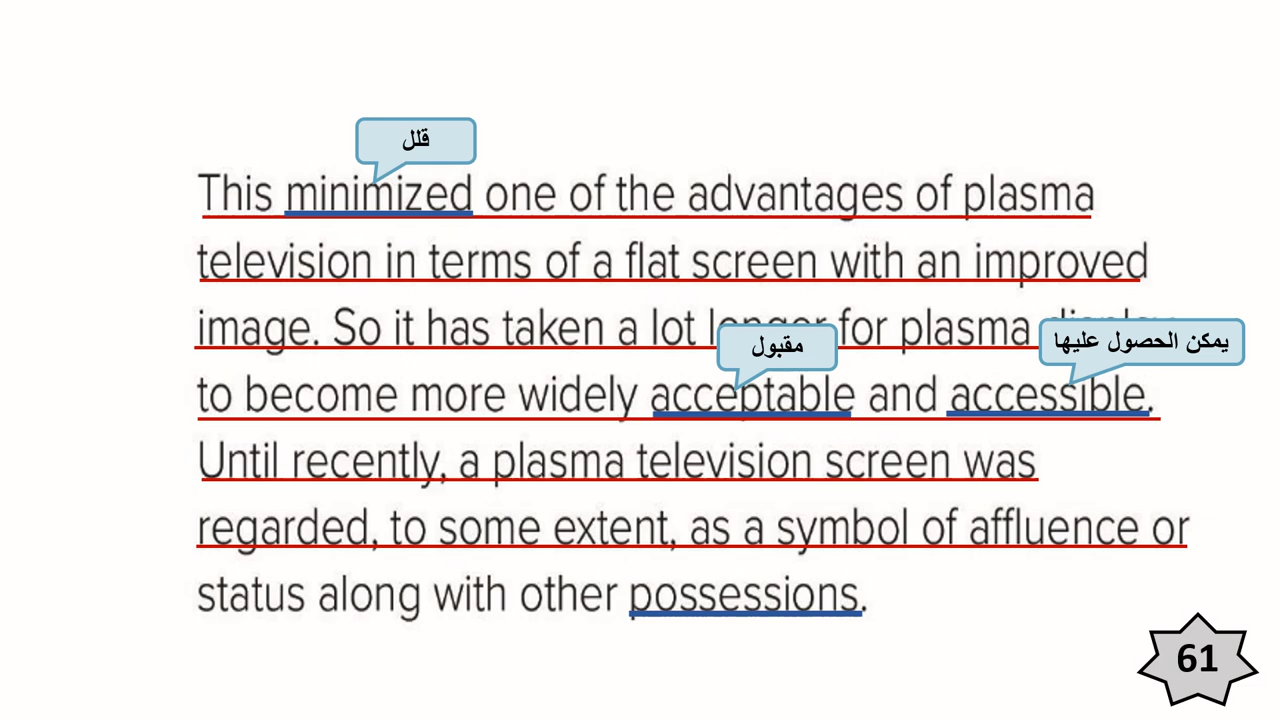 قلل
This minimized one of the advantages of plasma
television in terms of a flat screen with an improved
image. So it has taken a lot longer for plasma display
مقبول
يمكن الحصول عليها
to become more widely acceptable and accessible.
Until recently, a plasma television screen was
regarded, to some extent, as a symbol of affluence or
status along with other possessions.
61